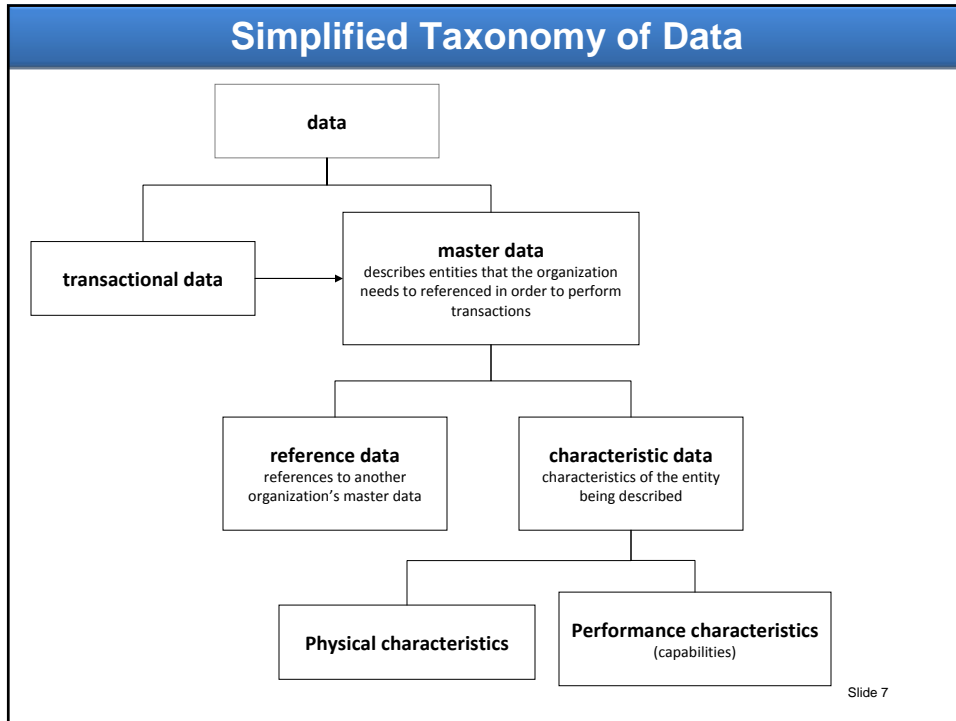 Simplified Taxonomy of Data
data
transactional data
master data
describes entities that the organization
needs to referenced in order to perform
transactions
reference data
references to another
organization's master data
characteristic data
characteristics of the entity
being described
Physical characteristics
Performance characteristics
(capabilities)
Slide 7